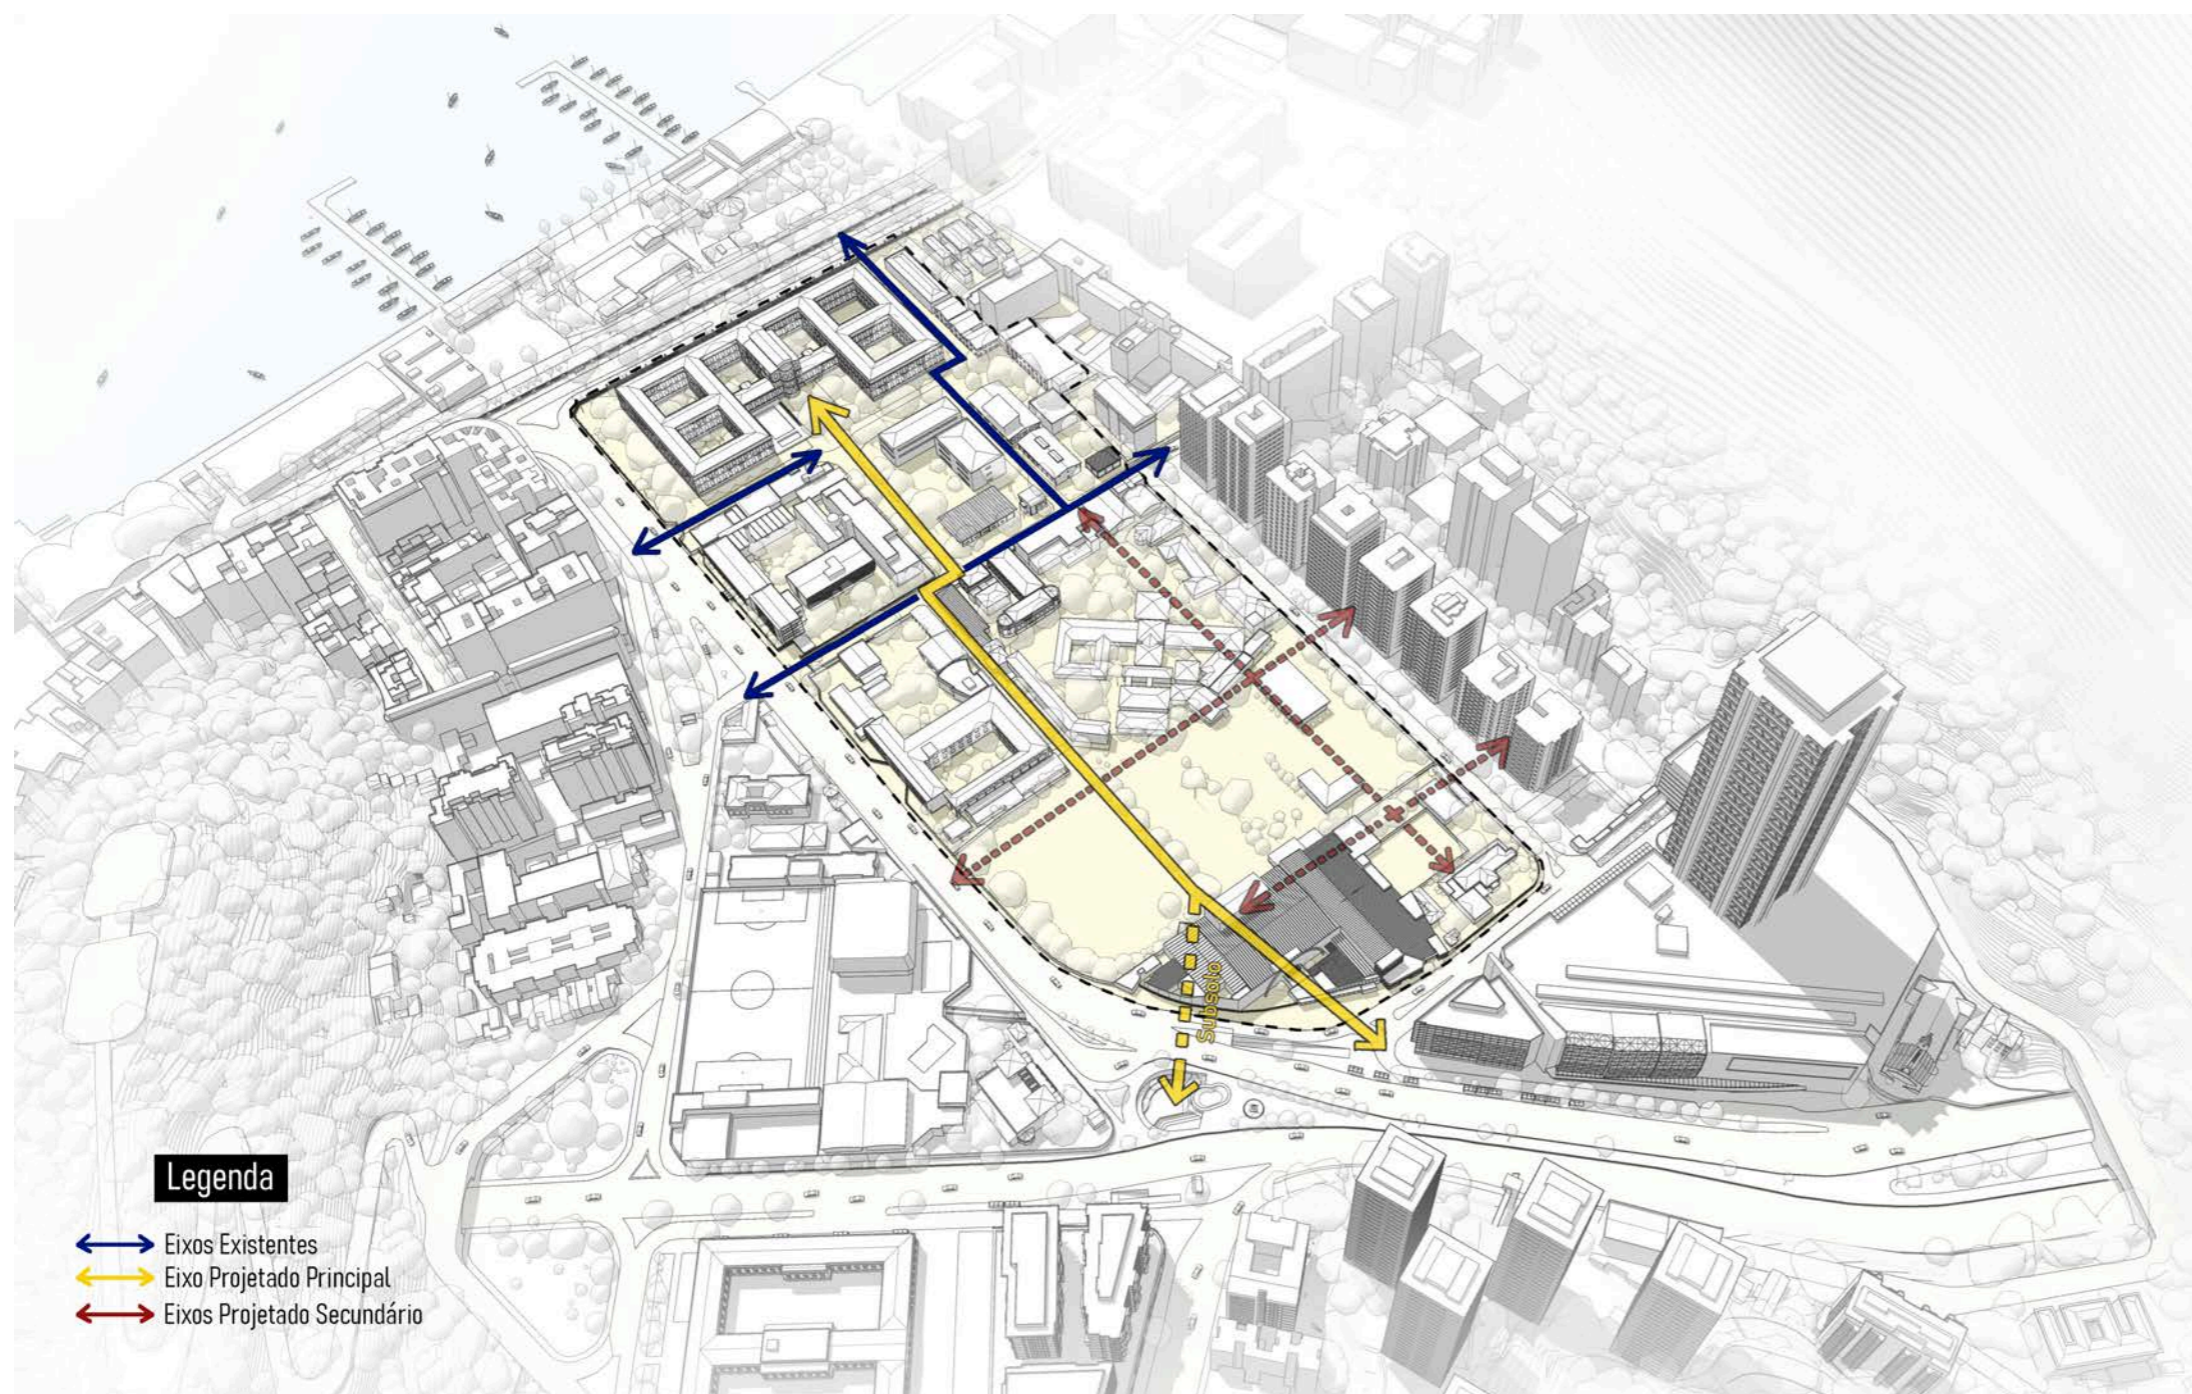 Subsolo
Legenda
Eixos Existentes
Eixo Projetado Principal
Eixos Projetado Secundário